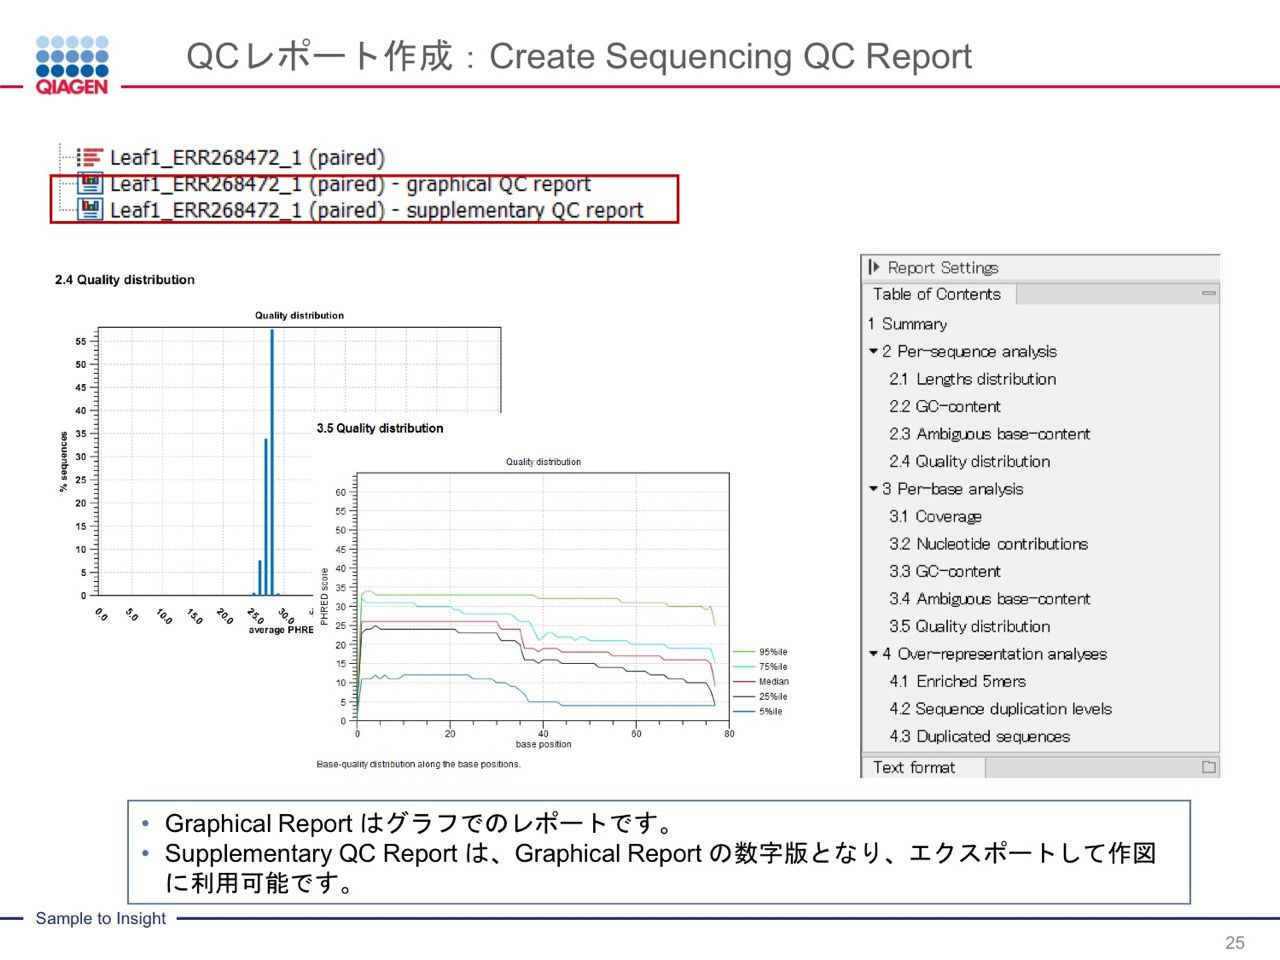 QIAGEN
QCレポート作成：Create Sequencing QC Report
Leaf1_ERR268472_1 (paired)
Leaf1_ERR268472_1 (paired) - graphical QC report
Leaf1_ERR268472_1 (paired) - supplementary QC report
2.4 Quality distribution
Quality distribution
% sequences
55
50
45
40
35
30
25
20
15
10
5
0
0.0 5.0 10.0 15.0 20.0 25.0 30.0
average PHRE
3.5 Quality distribution
Quality distribution
PHRED score
60
55
50
45
40
35
30
25
20
15
10
5
0
0 20 40 60 80
base position
95%ile
75%ile
Median
25%ile
5%ile
Base-quality distribution along the base positions.
Report Settings
Table of Contents
1 Summary
2 Per-sequence analysis
2.1 Lengths distribution
2.2 GC-content
2.3 Ambiguous base-content
2.4 Quality distribution
3 Per-base analysis
3.1 Coverage
3.2 Nucleotide contributions
3.3 GC-content
3.4 Ambiguous base-content
3.5 Quality distribution
4 Over-representation analyses
4.1 Enriched 5mers
4.2 Sequence duplication levels
4.3 Duplicated sequences
Text format
• Graphical Report はグラフでのレポートです。
• Supplementary QC Report は、Graphical Report の数字版となり、エクスポートして作図
に利用可能です。
Sample to Insight
25